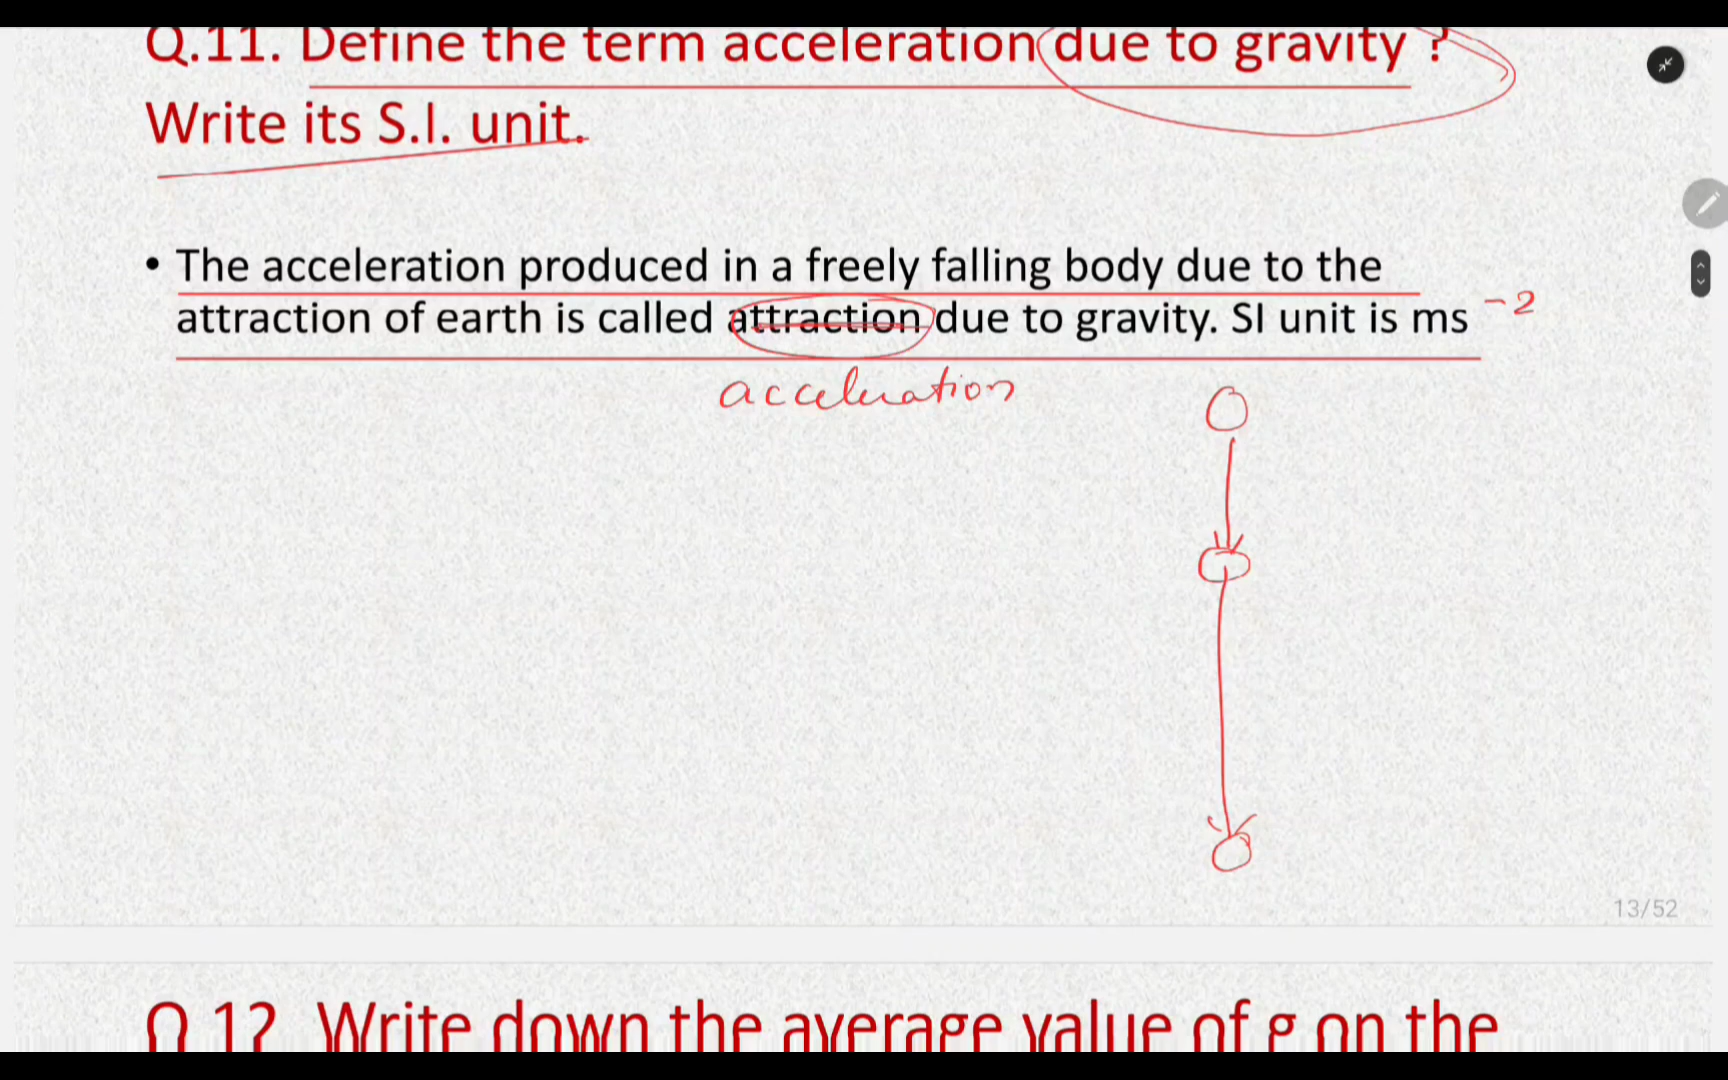 Q.11. Define the term acceleration due to gravity ?
Write its S.I. unit.
• The acceleration produced in a freely falling body due to the
attraction of earth is called attraction due to gravity. SI unit is ms -2
acceleration
13/52
Q 12 Write down the average value of g on the